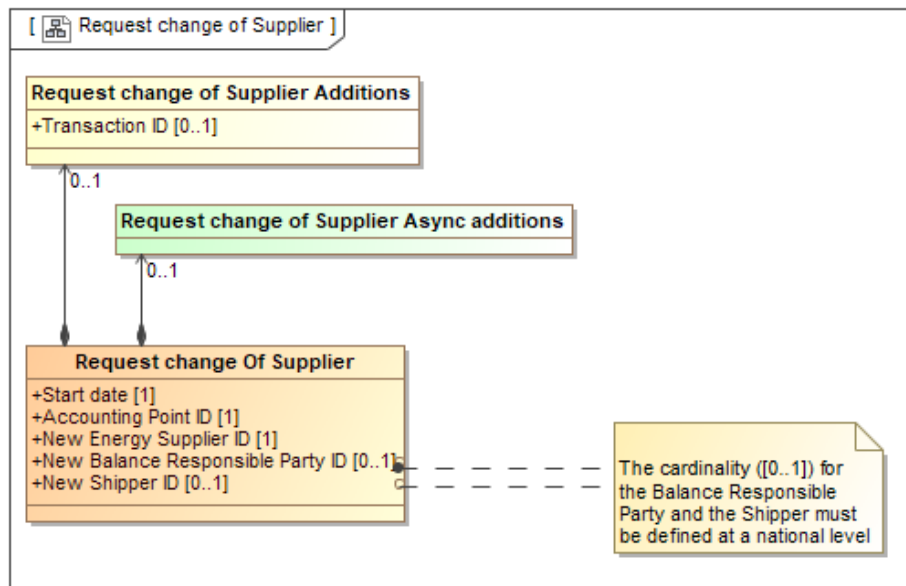 [ Request change of Supplier ]
Request change of Supplier Additions
+Transaction ID [0..1]
0..1
Request change of Supplier Async additions
0..1
Request change Of Supplier
+Start date [1]
+Accounting Point ID [1]
+New Energy Supplier ID [1]
+New Balance Responsible Party ID [0..1]
+New Shipper ID [0..1]
The cardinality ([0..1]) for
the Balance Responsible
Party and the Shipper must
be defined at a national level